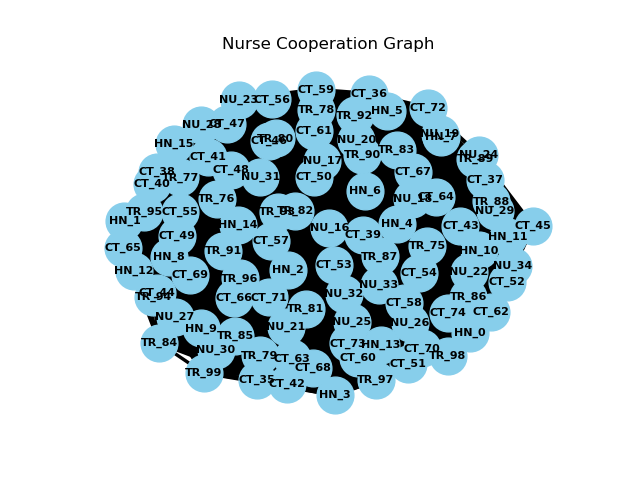 Nurse Cooperation Graph
CT_59
CT_36
NU_23
CT_56
CT_72
TR_78
HN_5
TR_92
NU_28
CT_47
CT_61
NU_19
HN_7
TR_80
CT_46
NU_20
HN_15
TR_83
TR_90
NU_24
TR_89
CT_41
NU_17
CT_48
CT_38
CT_67
NU_31
CT_50
TR_77
CT_37
CT_40
HN_6
TR_76
NU_18
CT_64
TR_88
TR_95
CT_55
TR_93
TR_82
NU_29
HN_1
HN_14
NU_16
HN_4
CT_43
CT_45
CT_49
CT_39
HN_11
CT_57
CT_65
TR_91
TR_75
HN_10
HN_8
TR_87
HN_12
CT_53
NU_34
HN_2
CT_69
CT_54
NU_22
TR_96
CT_52
NU_33
CT_44
TR_94
CT_66
CT_71
NU_32
TR_86
CT_58
TR_81
CT_74
CT_62
NU_27
NU_25
NU_26
HN_9
NU_21
HN_0
TR_85
TR_84
CT_73
HN_13
NU_30
CT_70
TR_79
CT_63
CT_60
TR_98
CT_68
CT_51
TR_99
CT_35
CT_42
TR_97
HN_3